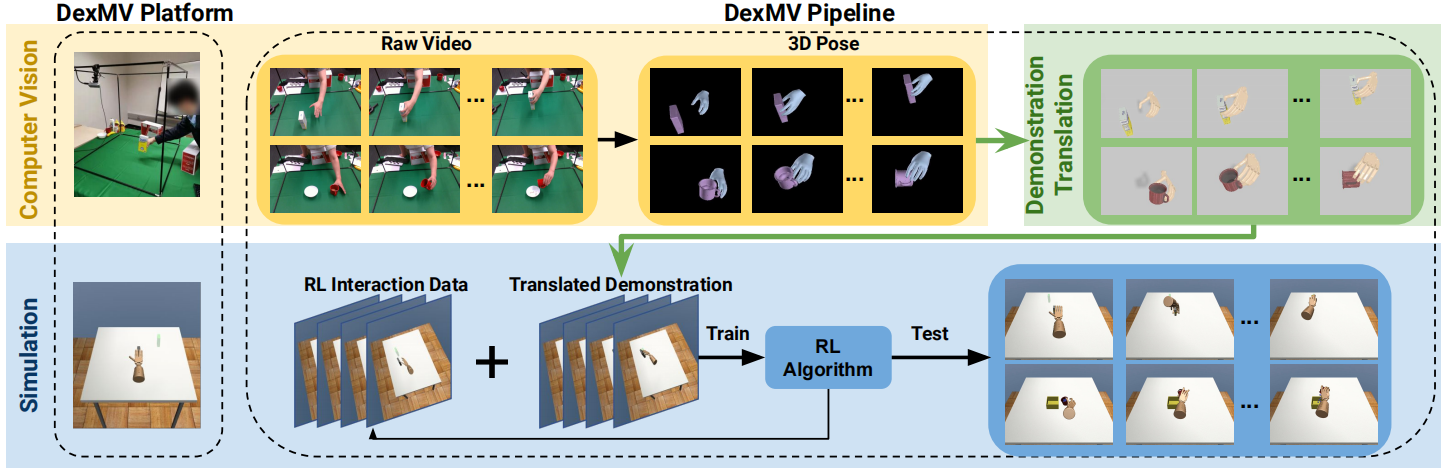 DexMV Platform
DexMV Pipeline
Computer Vision
Raw Video
...
...
3D Pose
...
...
Demonstration
Translation
...
...
Simulation
RL Interaction Data
+
Translated Demonstration
Train
RL
Algorithm
Test
...
...